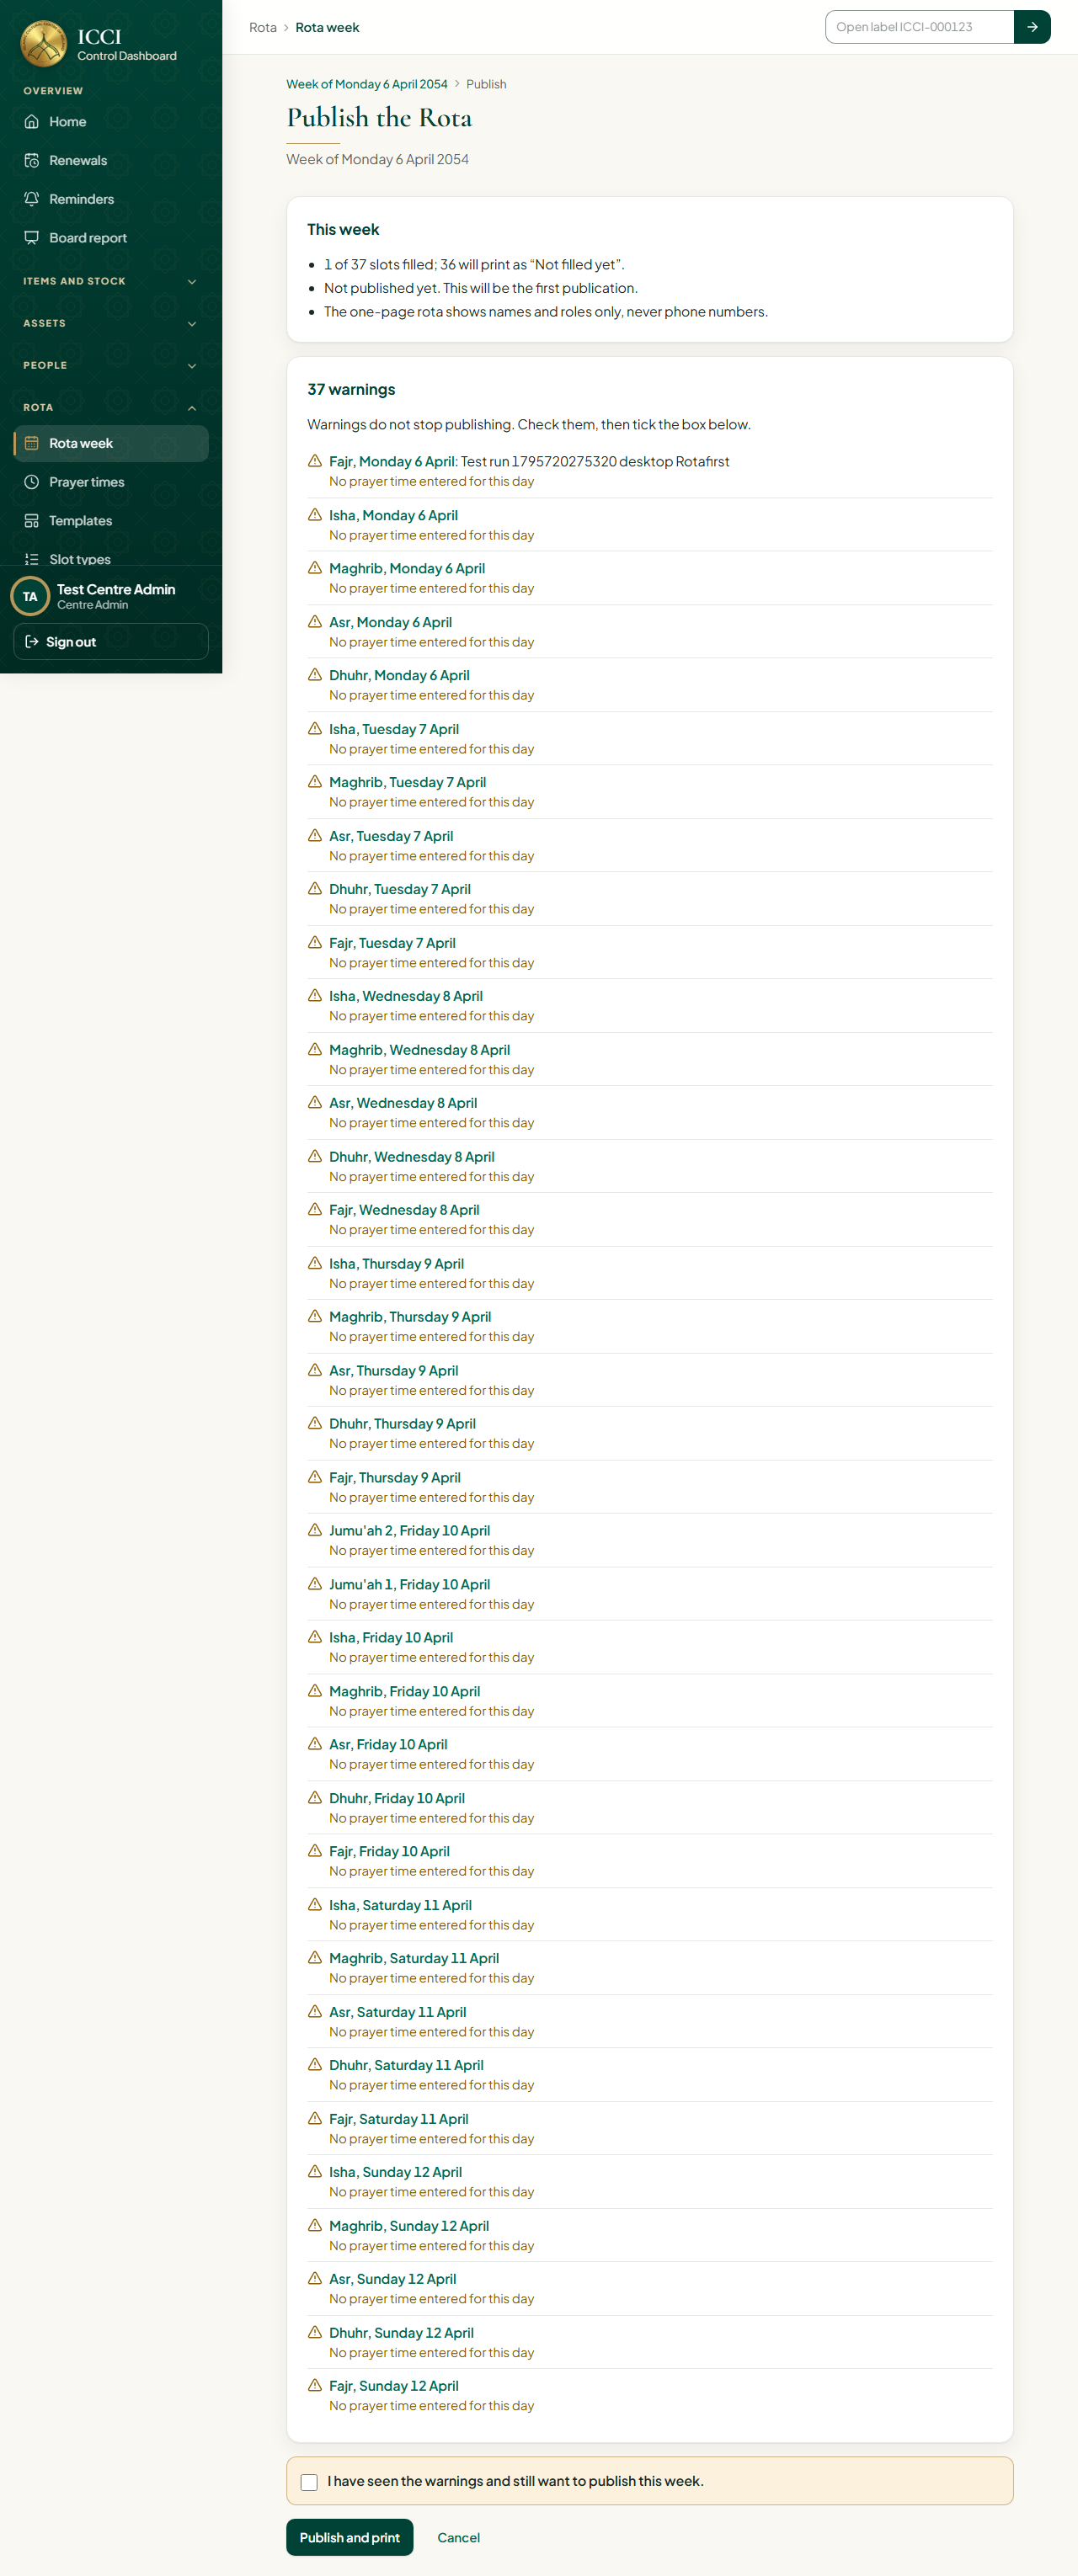 ICCI
Control Dashboard
OVERVIEW
Home
Renewals
Reminders
Board report
ITEMS AND STOCK
ASSETS
PEOPLE
ROTA
Rota week
Prayer times
Templates
Slot types
TA
Test Centre Admin
Centre Admin
Sign out
Rota > Rota week
Open label ICCI-000123
Week of Monday 6 April 2054 > Publish
Publish the Rota
Week of Monday 6 April 2054
This week
• 1 of 37 slots filled; 36 will print as “Not filled yet”.
• Not published yet. This will be the first publication.
• The one-page rota shows names and roles only, never phone numbers.
37 warnings
Warnings do not stop publishing. Check them, then tick the box below.
Fajr, Monday 6 April: Test run 1795720275320 desktop Rotafirst
No prayer time entered for this day
Isha, Monday 6 April
No prayer time entered for this day
Maghrib, Monday 6 April
No prayer time entered for this day
Asr, Monday 6 April
No prayer time entered for this day
Dhuhr, Monday 6 April
No prayer time entered for this day
Isha, Tuesday 7 April
No prayer time entered for this day
Maghrib, Tuesday 7 April
No prayer time entered for this day
Asr, Tuesday 7 April
No prayer time entered for this day
Dhuhr, Tuesday 7 April
No prayer time entered for this day
Fajr, Tuesday 7 April
No prayer time entered for this day
Isha, Wednesday 8 April
No prayer time entered for this day
Maghrib, Wednesday 8 April
No prayer time entered for this day
Asr, Wednesday 8 April
No prayer time entered for this day
Dhuhr, Wednesday 8 April
No prayer time entered for this day
Fajr, Wednesday 8 April
No prayer time entered for this day
Isha, Thursday 9 April
No prayer time entered for this day
Maghrib, Thursday 9 April
No prayer time entered for this day
Asr, Thursday 9 April
No prayer time entered for this day
Dhuhr, Thursday 9 April
No prayer time entered for this day
Fajr, Thursday 9 April
No prayer time entered for this day
Jumu'ah 2, Friday 10 April
No prayer time entered for this day
Jumu'ah 1, Friday 10 April
No prayer time entered for this day
Isha, Friday 10 April
No prayer time entered for this day
Maghrib, Friday 10 April
No prayer time entered for this day
Asr, Friday 10 April
No prayer time entered for this day
Dhuhr, Friday 10 April
No prayer time entered for this day
Fajr, Friday 10 April
No prayer time entered for this day
Isha, Saturday 11 April
No prayer time entered for this day
Maghrib, Saturday 11 April
No prayer time entered for this day
Asr, Saturday 11 April
No prayer time entered for this day
Dhuhr, Saturday 11 April
No prayer time entered for this day
Fajr, Saturday 11 April
No prayer time entered for this day
Isha, Sunday 12 April
No prayer time entered for this day
Maghrib, Sunday 12 April
No prayer time entered for this day
Asr, Sunday 12 April
No prayer time entered for this day
Dhuhr, Sunday 12 April
No prayer time entered for this day
Fajr, Sunday 12 April
No prayer time entered for this day
I have seen the warnings and still want to publish this week.
Publish and print
Cancel